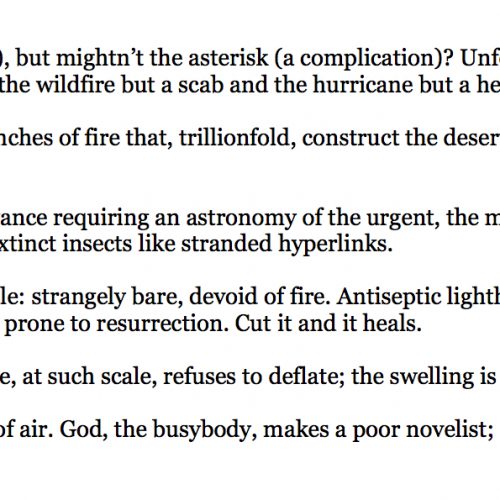 ), but mightn’t the asterisk (a complication)? Unf
the wildfire but a scab and the hurricane but a he
nches of fire that, trillionfold, construct the deser
ance requiring an astronomy of the urgent, the m
xtinct insects like stranded hyperlinks.
le: strangely bare, devoid of fire. Antiseptic lighth
prone to resurrection. Cut it and it heals.
e, at such scale, refuses to deflate; the swelling is
of air. God, the busybody, makes a poor novelist;